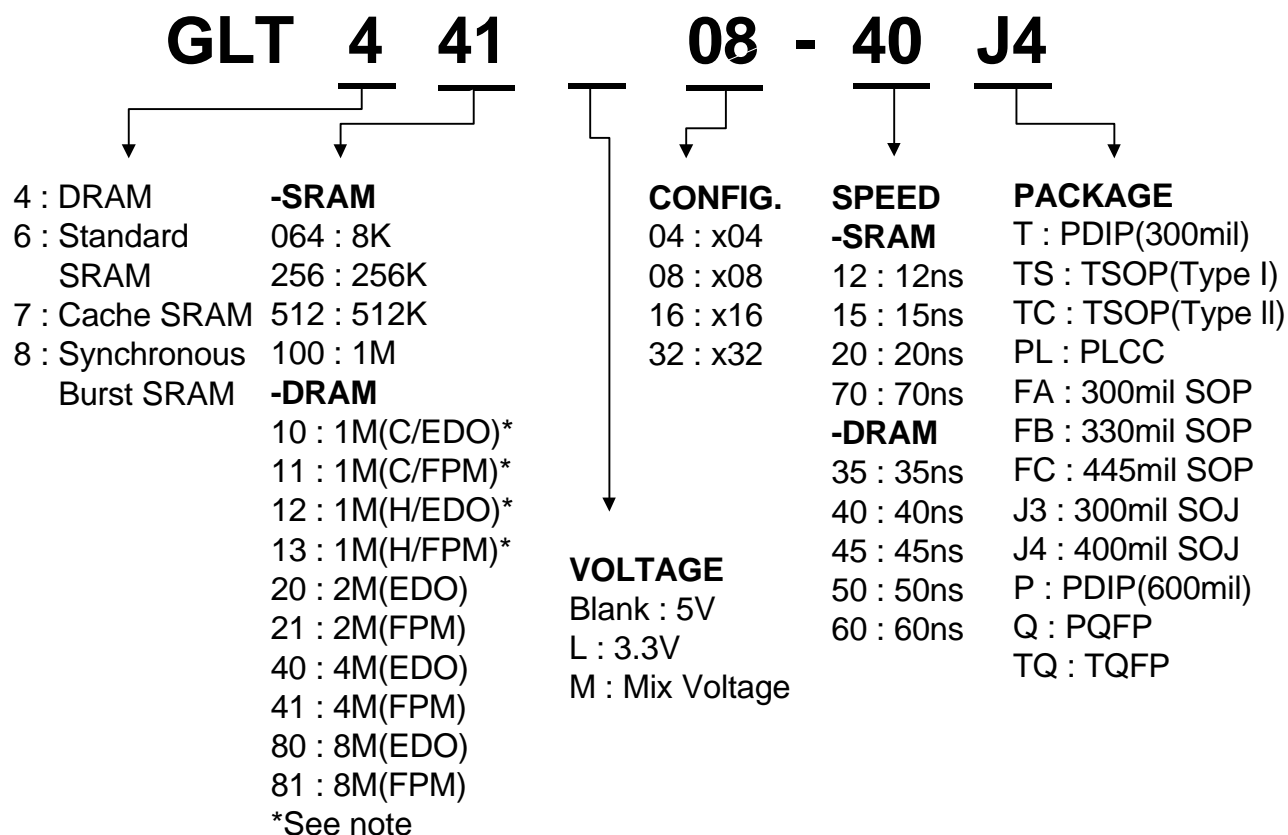 GLT 4 41 08 - 40 J4
4 : DRAM
6 : Standard
SRAM
7 : Cache SRAM
8 : Synchronous
Burst SRAM
-SRAM
064 : 8K
256 : 256K
512 : 512K
100 : 1M
-DRAM
10 : 1M(C/EDO)*
11 : 1M(C/FPM)*
12 : 1M(H/EDO)*
13 : 1M(H/FPM)*
20 : 2M(EDO)
21 : 2M(FPM)
40 : 4M(EDO)
41 : 4M(FPM)
80 : 8M(EDO)
81 : 8M(FPM)
*See note
VOLTAGE
Blank : 5V
L : 3.3V
M : Mix Voltage
CONFIG.
04 : x04
08 : x08
16 : x16
32 : x32
SPEED
-SRAM
12 : 12ns
15 : 15ns
20 : 20ns
70 : 70ns
-DRAM
35 : 35ns
40 : 40ns
45 : 45ns
50 : 50ns
60 : 60ns
PACKAGE
T : PDIP(300mil)
TS : TSOP(Type I)
TC : TSOP(Type ll)
PL : PLCC
FA : 300mil SOP
FB : 330mil SOP
FC : 445mil SOP
J3 : 300mil SOJ
J4 : 400mil SOJ
P : PDIP(600mil)
Q : PQFP
TQ : TQFP